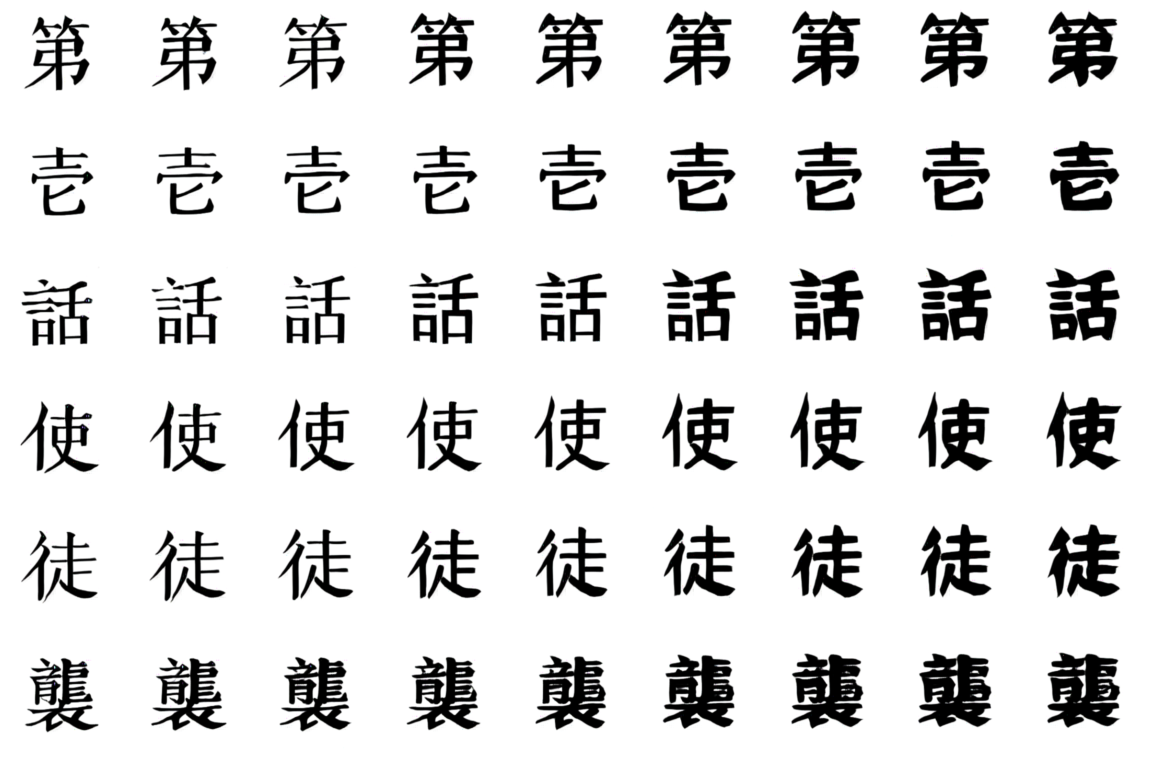 第 第 第 第 第 第 第 第 第
壱 壱 壱 壱 壱 壱 壱 壱 壱
話 話 話 話 話 話 話 話 話
使 使 使 使 使 使 使 使 使
徒 徒 徒 徒 徒 徒 徒 徒 徒
襲 襲 襲 襲 襲 襲 襲 襲 襲